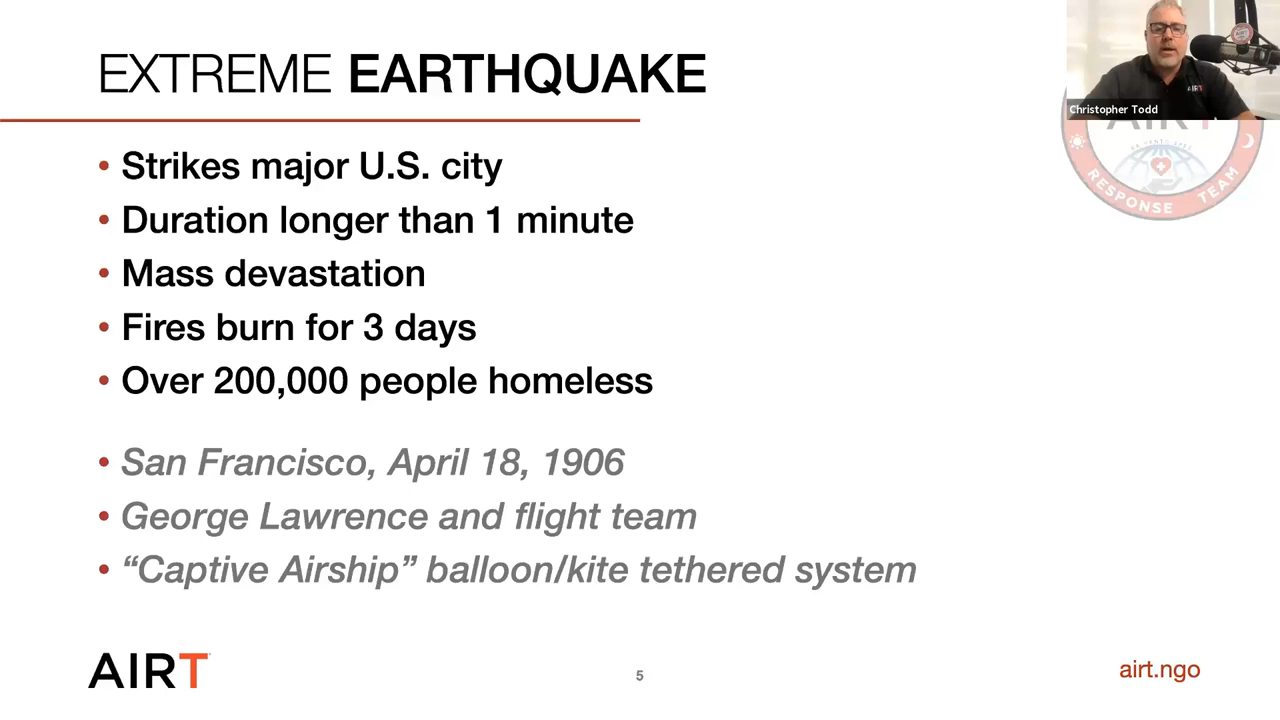 EXTREME EARTHQUAKE
AIRT
Christopher Todd
AIRT
RESPONSE TEAM
• Strikes major U.S. city
• Duration longer than 1 minute
• Mass devastation
• Fires burn for 3 days
• Over 200,000 people homeless
• San Francisco, April 18, 1906
• George Lawrence and flight team
• “Captive Airship” balloon/kite tethered system
AIRT
5
airt.ngo